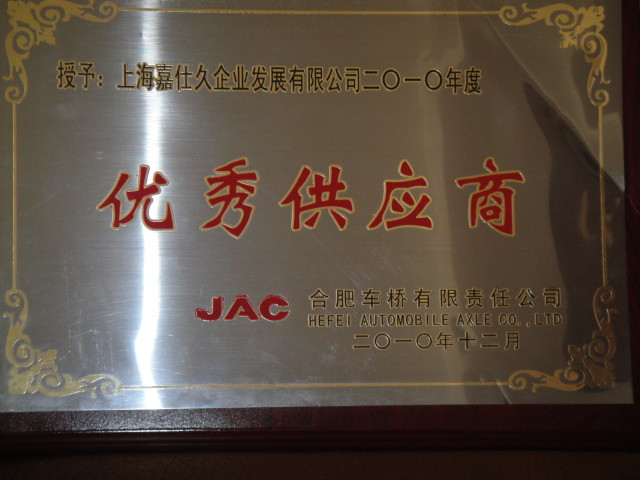 授予：上海嘉仕久企业发展有限公司二〇一〇年度
优秀供应商
JAC 合肥车桥有限责任公司
HEFEI AUTOMOBILE AXLE CO.,LTD
二〇一〇年十二月